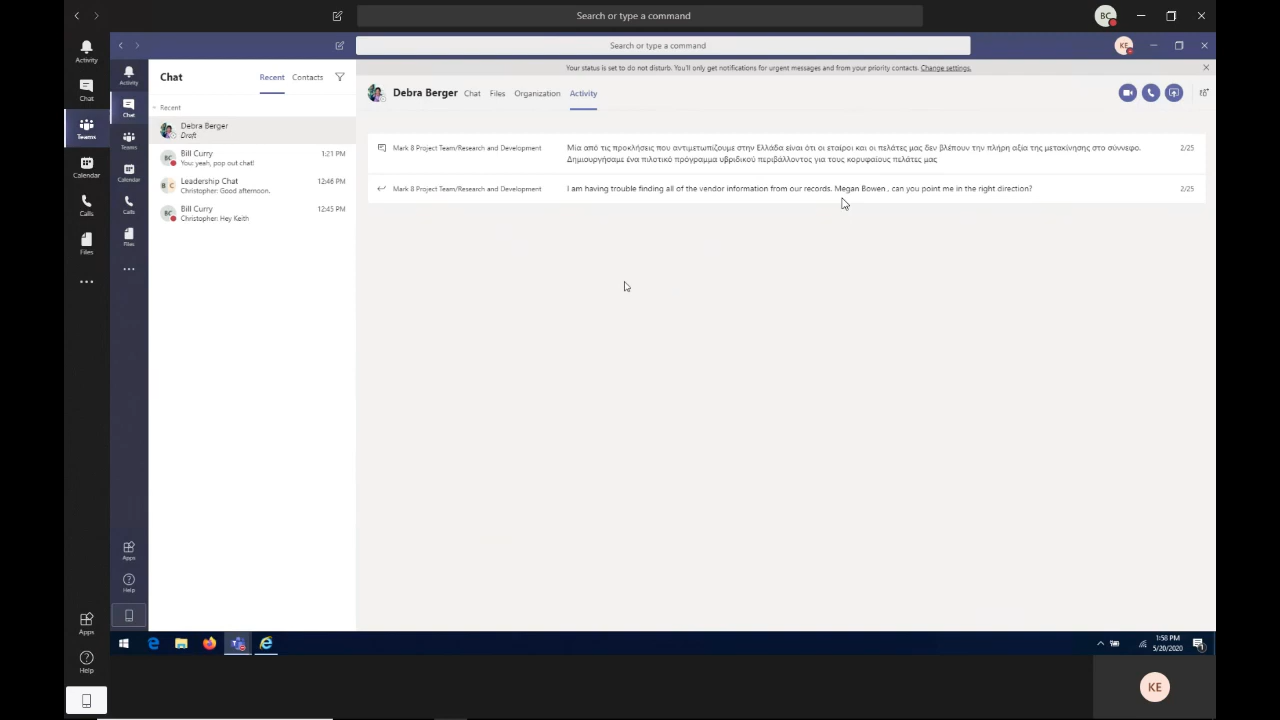 Search or type a command
BC
Activity
Chat
Teams
Calendar
Calls
Files
Apps
Help
Search or type a command
KE
Activity
Chat
Teams
Calendar
Calls
Files
Apps
Help
Chat
Recent Contacts
Recent
Debra Berger
Draft
Bill Curry 1:21 PM
You: yeah, pop out chat!
Leadership Chat 12:46 PM
Christopher: Good afternoon.
Bill Curry 12:45 PM
Christopher: Hey Keith
BC
B C
BC
Your status is set to do not disturb. You'll only get notifications for urgent messages and from your priority contacts. Change settings.
Debra Berger Chat Files Organization Activity
Mark 8 Project Team/Research and Development Μία από τις προκλήσεις που αντιμετωπίζουμε στην Ελλάδα είναι ότι οι εταίροι και οι πελάτες μας δεν βλέπουν την πλήρη αξία της μετακίνησης στο σύννεφο. 2/25
Δημιουργήσαμε ένα πιλοτικό πρόγραμμα υβριδικού περιβάλλοντος για τους κορυφαίους πελάτες μας
Mark 8 Project Team/Research and Development I am having trouble finding all of the vendor information from our records. Megan Bowen , can you point me in the right direction? 2/25
1:58 PM
5/20/2020
KE